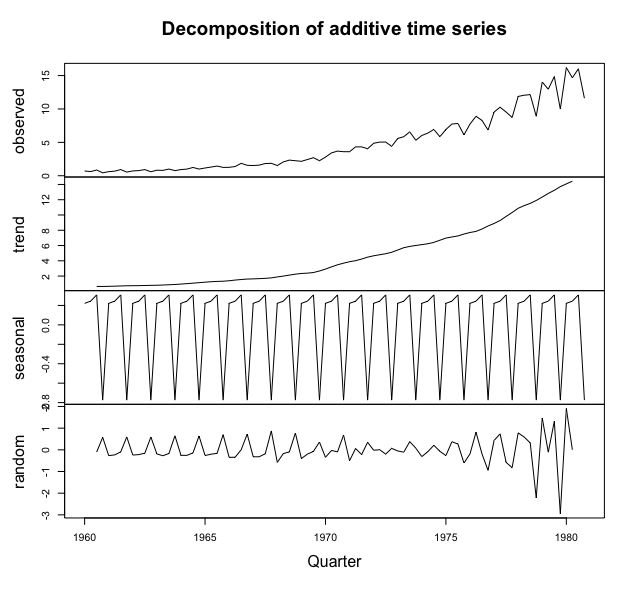 Decomposition of additive time series
observed
0 5 10 15
trend
2 4 6 8 12
seasonal
-0.8 -0.4 0.0
random
-3 -2 -1 0 1 2
1960 1965 1970 1975 1980
Quarter